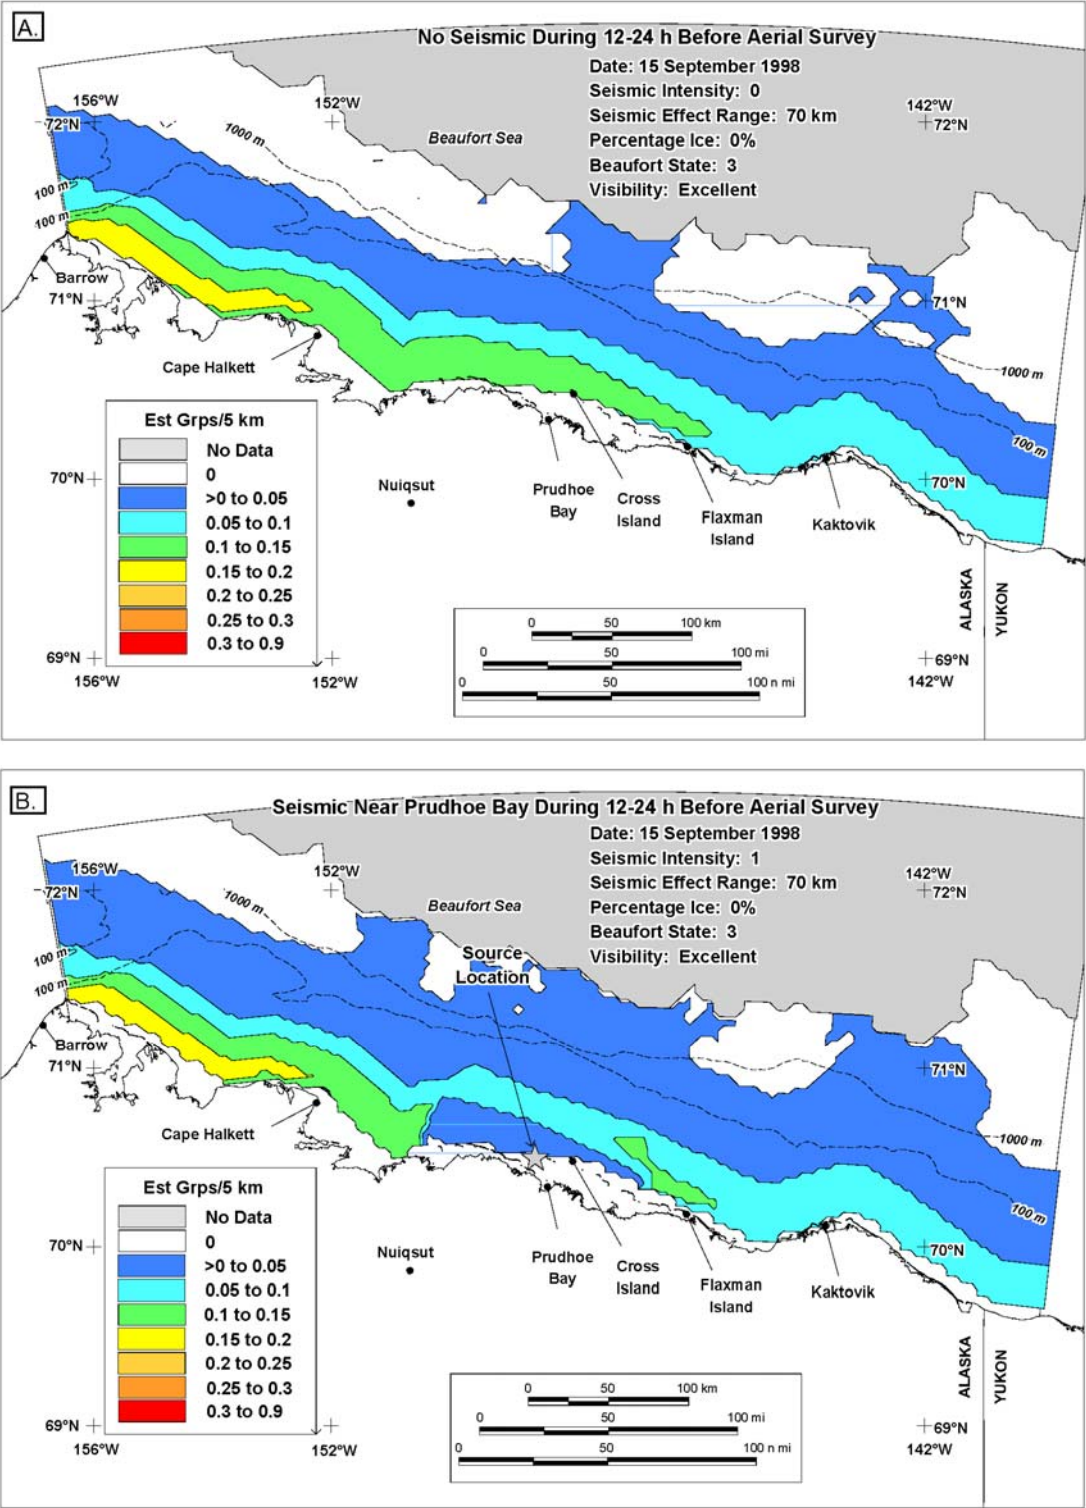 A.
No Seismic During 12-24 h Before Aerial Survey
Date: 15 September 1998
Seismic Intensity: 0
Seismic Effect Range: 70 km
Percentage Ice: 0%
Beaufort State: 3
Visibility: Excellent
156°W
152°W
142°W
72°N
72°N
1000 m
Beaufort Sea
100 m
100 m
Barrow
71°N
71°N
Cape Halkett
1000 m
100 m
Est Grps/5 km
No Data
0
>0 to 0.05
0.05 to 0.1
0.1 to 0.15
0.15 to 0.2
0.2 to 0.25
0.25 to 0.3
0.3 to 0.9
70°N
70°N
Nuiqsut
Prudhoe
Bay
Cross
Island
Flaxman
Island
Kaktovik
ALASKA
YUKON
0 50 100 km
0 50 100 mi
0 50 100 n mi
69°N
69°N
156°W
152°W
142°W
B.
Seismic Near Prudhoe Bay During 12-24 h Before Aerial Survey
Date: 15 September 1998
Seismic Intensity: 1
Seismic Effect Range: 70 km
Percentage Ice: 0%
Beaufort State: 3
Visibility: Excellent
156°W
152°W
142°W
72°N
72°N
1000 m
Beaufort Sea
Source
Location
100 m
100 m
Barrow
71°N
71°N
Cape Halkett
1000 m
100 m
Est Grps/5 km
No Data
0
>0 to 0.05
0.05 to 0.1
0.1 to 0.15
0.15 to 0.2
0.2 to 0.25
0.25 to 0.3
0.3 to 0.9
70°N
70°N
Nuiqsut
Prudhoe
Bay
Cross
Island
Flaxman
Island
Kaktovik
ALASKA
YUKON
0 50 100 km
0 50 100 mi
0 50 100 n mi
69°N
69°N
156°W
152°W
142°W